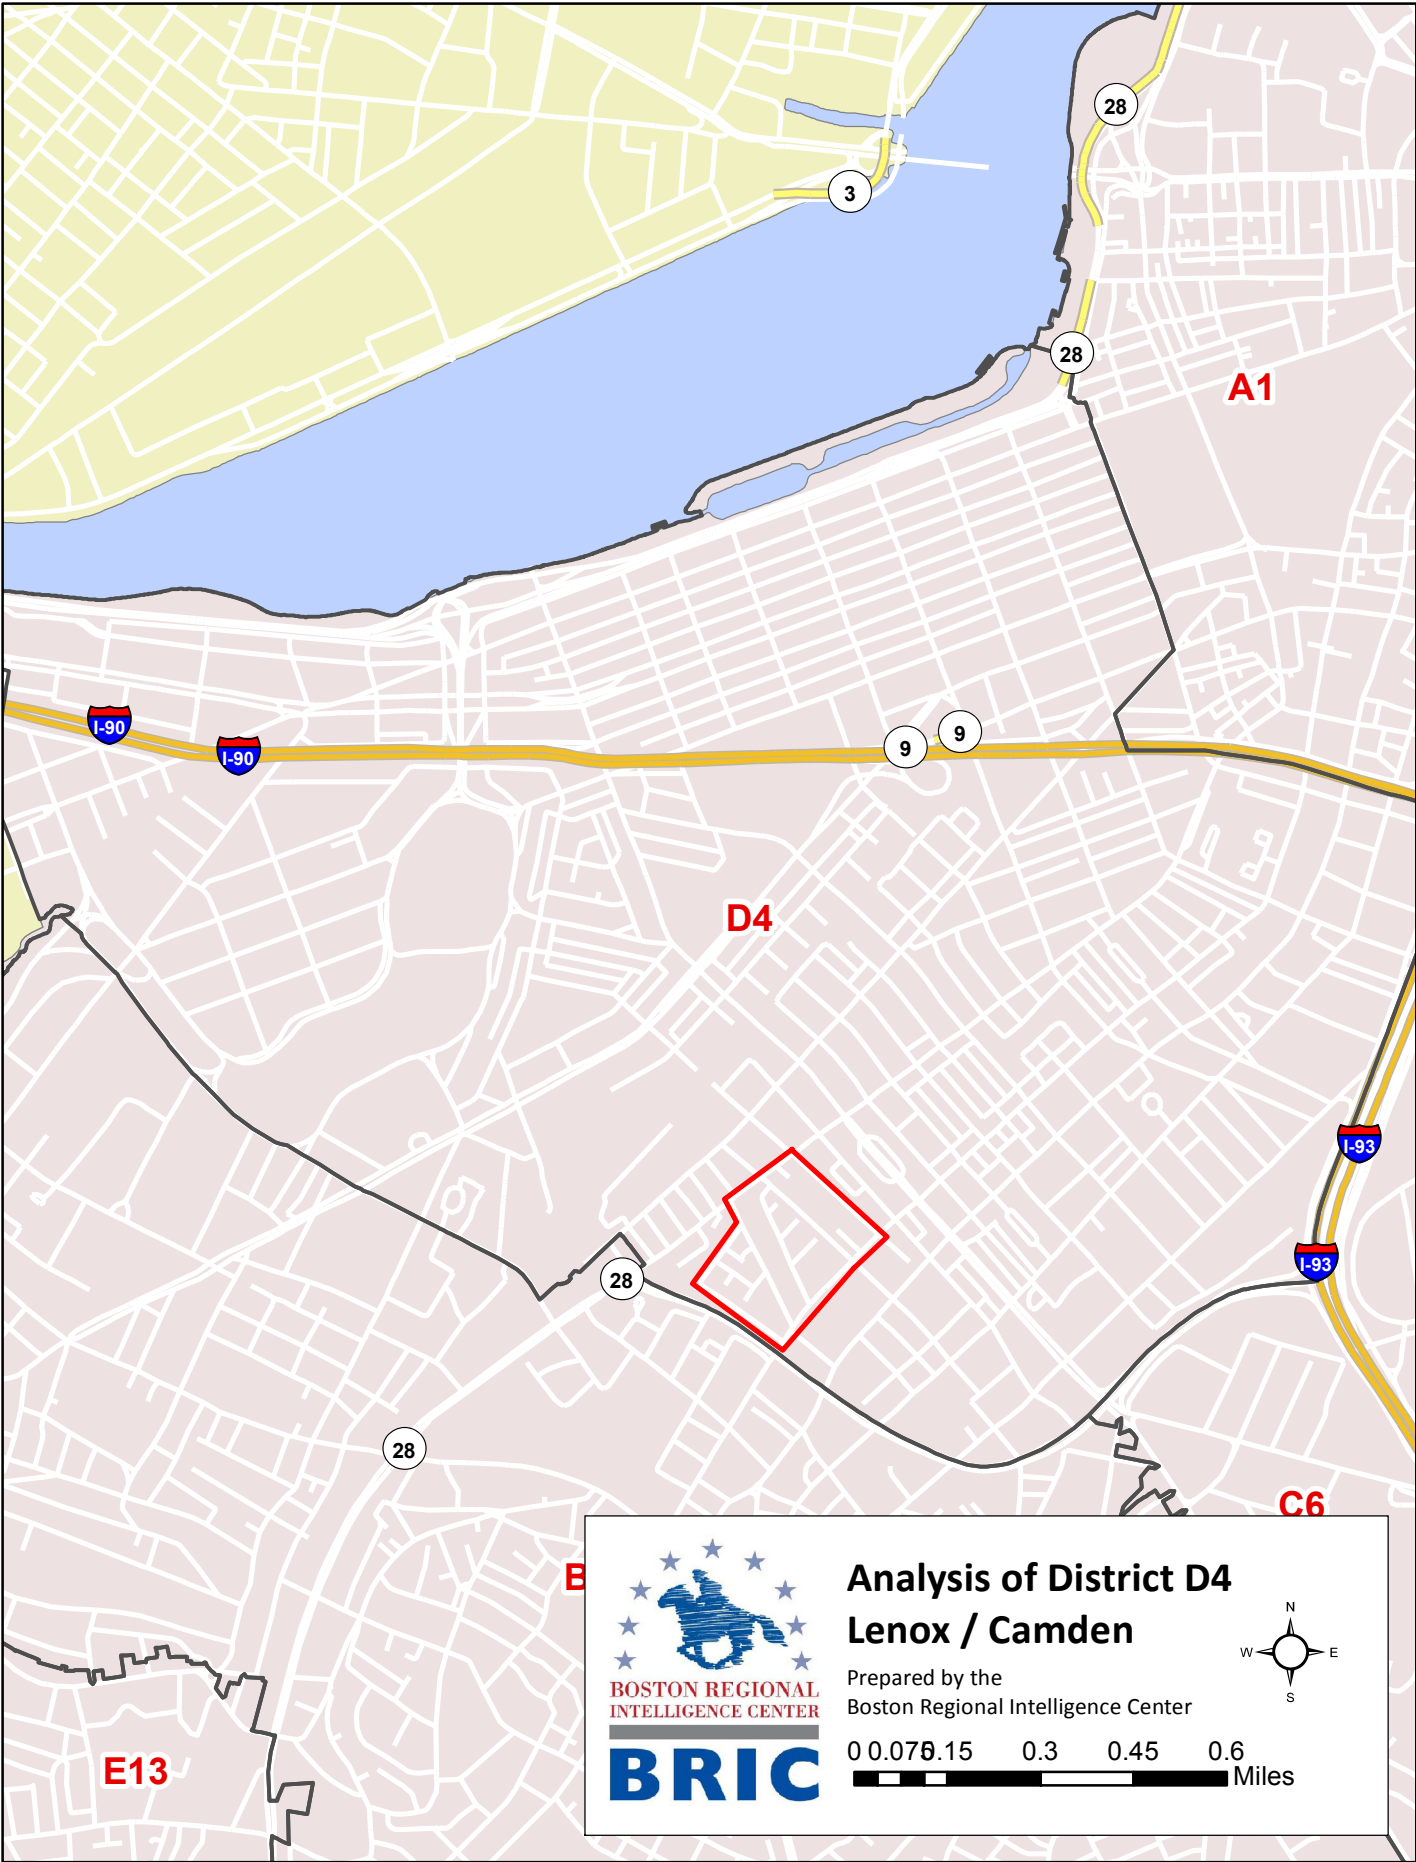 28
3
28
A1
I-90
I-90
9
9
D4
I-93
I-93
28
28
C6
B
E13
Analysis of District D4
Lenox / Camden
Prepared by the
Boston Regional Intelligence Center
N
W E
S
BOSTON REGIONAL
INTELLIGENCE CENTER
BRIC
0 0.075 0.15 0.3 0.45 0.6
Miles